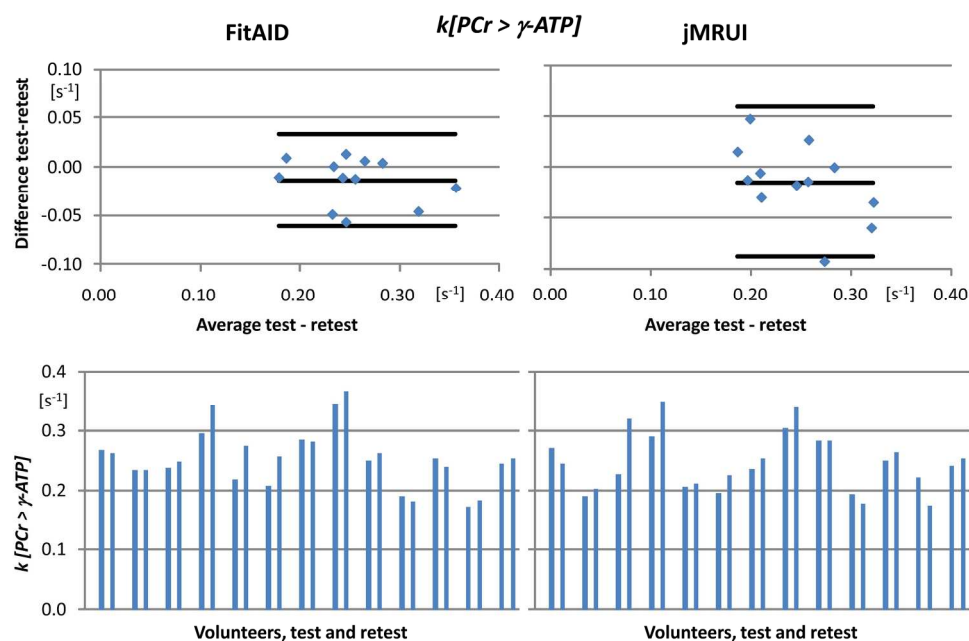 k[PCr > γ-ATP]
FitAID
jMRUI
Difference test-retest
0.10
[s⁻¹]
0.05
0.00
-0.05
-0.10
0.00
0.10
0.20
0.30
[s⁻¹]
0.40
Average test - retest
0.00
0.10
0.20
0.30
[s⁻¹]
0.40
Average test - retest
k [PCr > γ-ATP]
0.4
[s⁻¹]
0.3
0.2
0.1
0.0
Volunteers, test and retest
Volunteers, test and retest